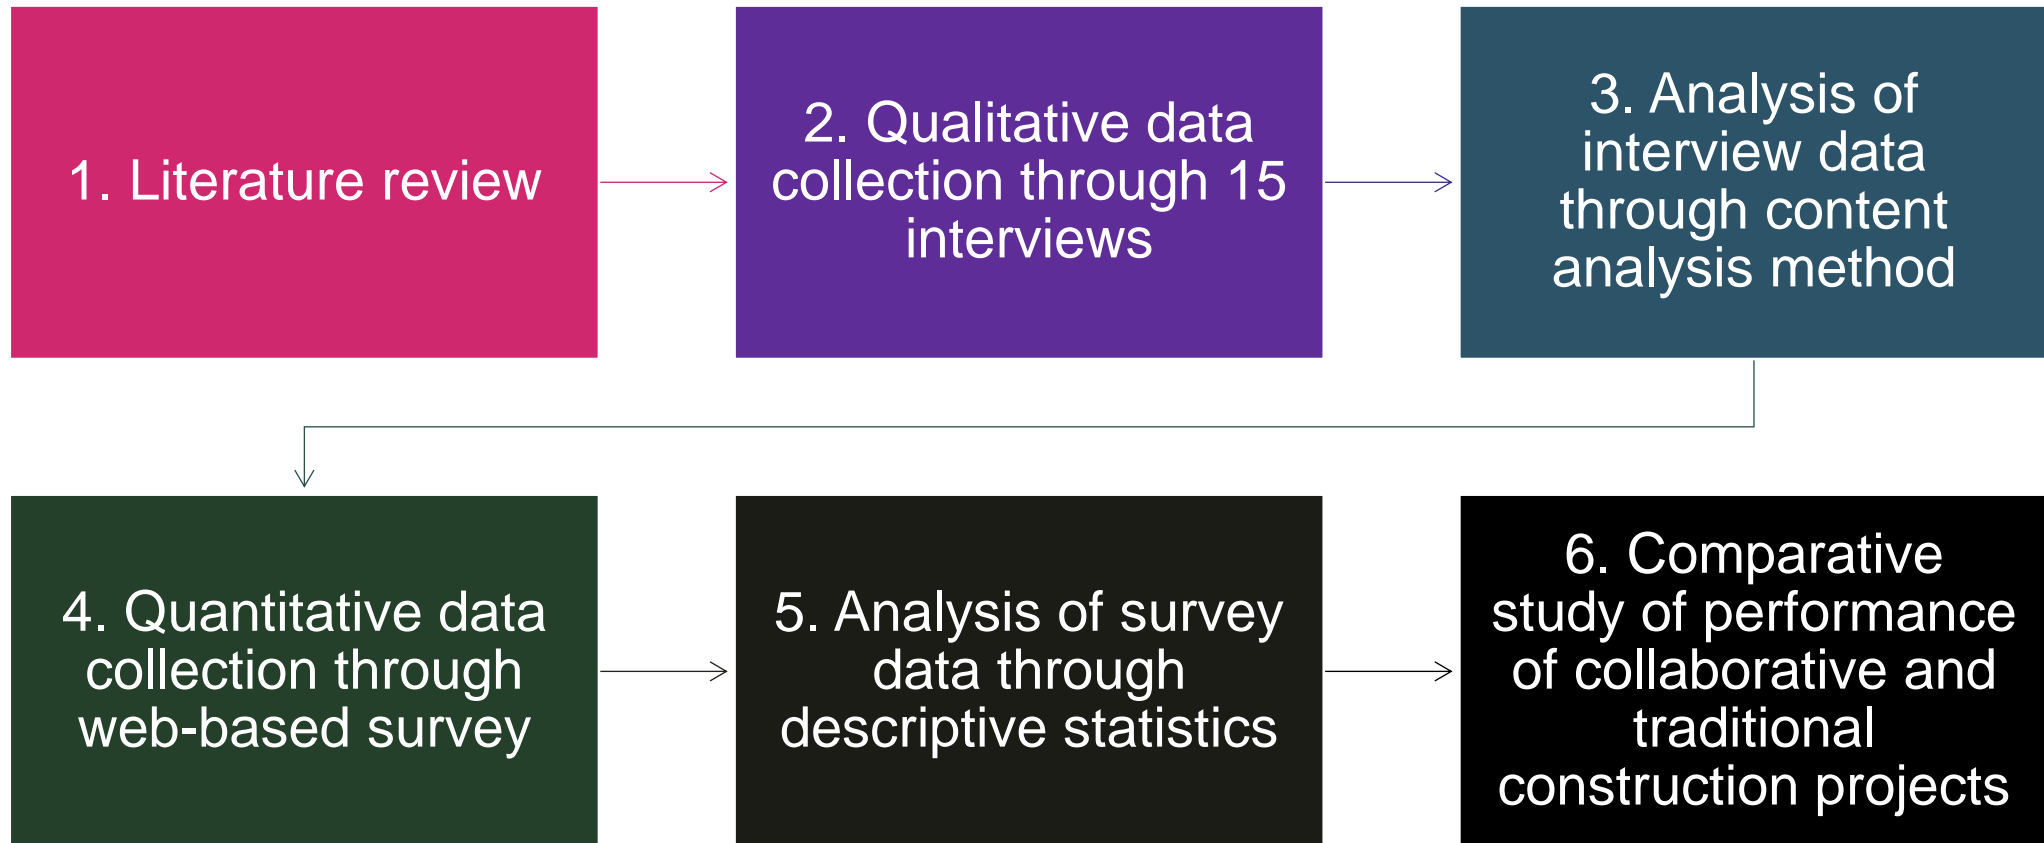 1. Literature review
2. Qualitative data
collection through 15
interviews
3. Analysis of
interview data
through content
analysis method
4. Quantitative data
collection through
web-based survey
5. Analysis of survey
data through
descriptive statistics
6. Comparative
study of performance
of collaborative and
traditional
construction projects